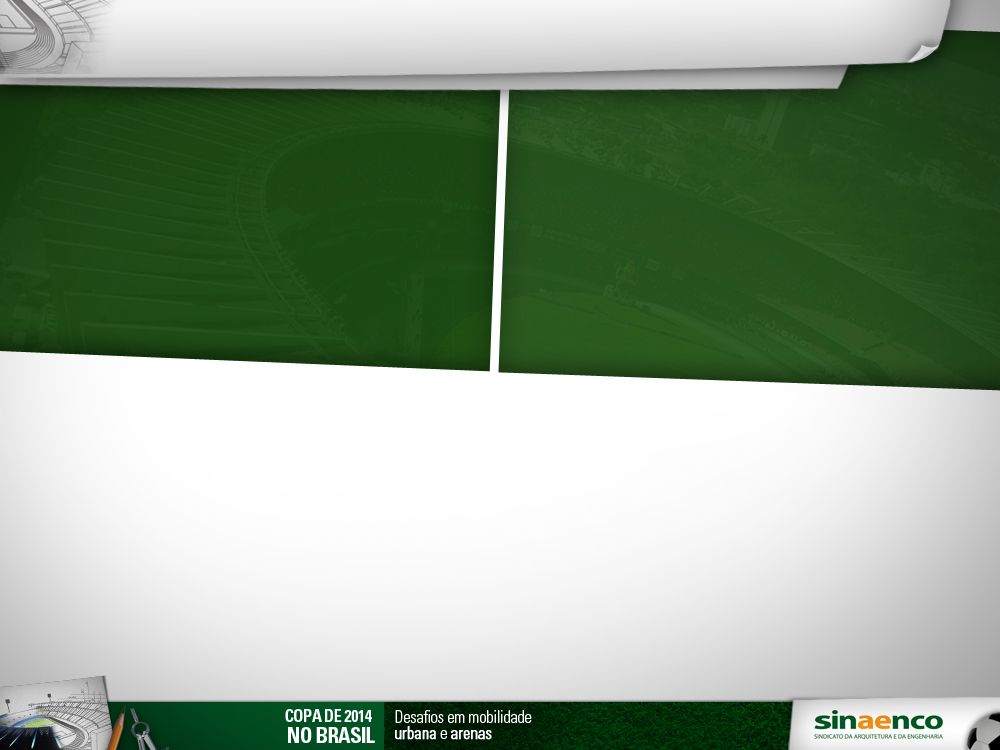 COPA DE 2014
NO BRASIL
Desafios em mobilidade
urbana e arenas
sinaenco
SINDICATO DA ARQUITETURA E DA ENGENHARIA